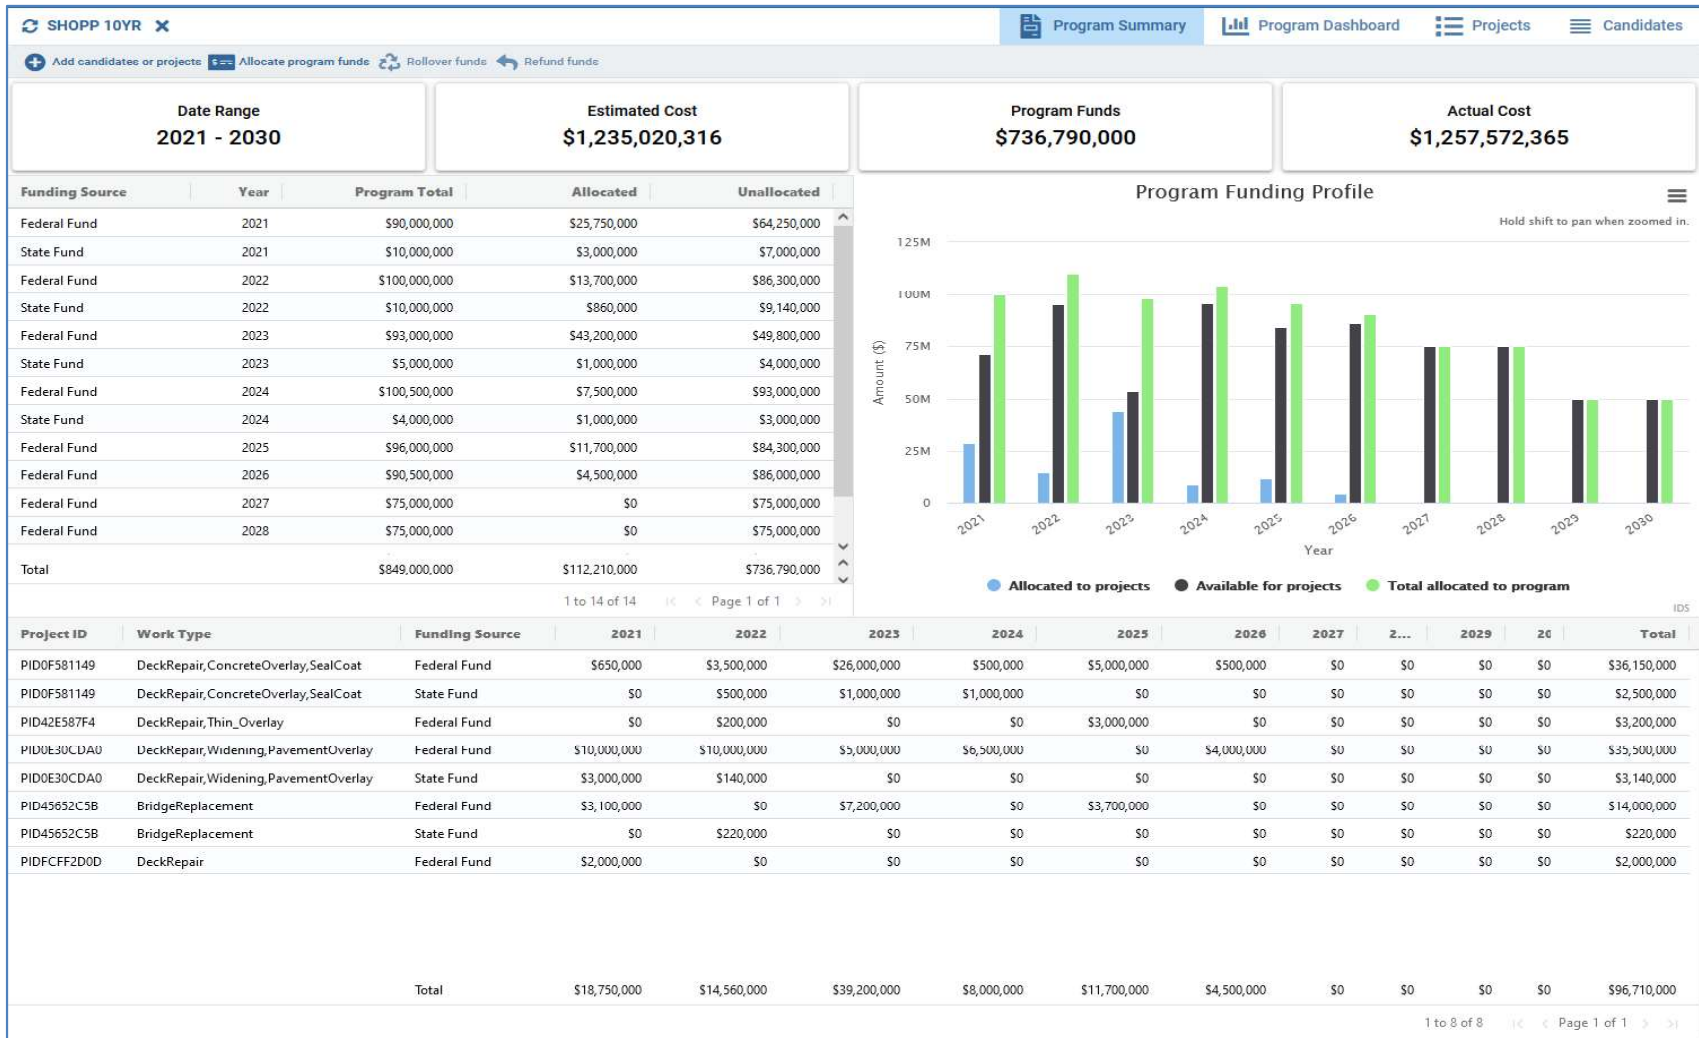 SHOPP 10YR
Program Summary
Program Dashboard
Projects
Candidates
Add candidates or projects
Allocate program funds
Rollover funds
Refund funds
Date Range
2021 - 2030
Estimated Cost
$1,235,020,316
Program Funds
$736,790,000
Actual Cost
$1,257,572,365
Funding Source Year Program Total Allocated Unallocated
Federal Fund 2021 $90,000,000 $25,750,000 $64,250,000
State Fund 2021 $10,000,000 $3,000,000 $7,000,000
Federal Fund 2022 $100,000,000 $13,700,000 $86,300,000
State Fund 2022 $10,000,000 $860,000 $9,140,000
Federal Fund 2023 $93,000,000 $43,200,000 $49,800,000
State Fund 2023 $5,000,000 $1,000,000 $4,000,000
Federal Fund 2024 $100,500,000 $7,500,000 $93,000,000
State Fund 2024 $4,000,000 $1,000,000 $3,000,000
Federal Fund 2025 $96,000,000 $11,700,000 $84,300,000
Federal Fund 2026 $90,500,000 $4,500,000 $86,000,000
Federal Fund 2027 $75,000,000 $0 $75,000,000
Federal Fund 2028 $75,000,000 $0 $75,000,000
Total $849,000,000 $112,210,000 $736,790,000
1 to 14 of 14 Page 1 of 1
Program Funding Profile
Hold shift to pan when zoomed in.
Amount ($)
125M
100M
75M
50M
25M
0
2021 2022 2023 2024 2025 2026 2027 2028 2029 2030
Year
Allocated to projects Available for projects Total allocated to program
IDS
Project ID Work Type Funding Source 2021 2022 2023 2024 2025 2026 2027 2... 2029 20 Total
PID0F581149 DeckRepair,ConcreteOverlay,SealCoat Federal Fund $650,000 $3,500,000 $26,000,000 $500,000 $5,000,000 $500,000 $0 $0 $0 $0 $36,150,000
PID0F581149 DeckRepair,ConcreteOverlay,SealCoat State Fund $0 $500,000 $1,000,000 $1,000,000 $0 $0 $0 $0 $0 $0 $2,500,000
PID42E587F4 DeckRepair,Thin_Overlay Federal Fund $0 $200,000 $0 $0 $3,000,000 $0 $0 $0 $0 $0 $3,200,000
PID0E30CDA0 DeckRepair,Widening,PavementOverlay Federal Fund $10,000,000 $10,000,000 $5,000,000 $6,500,000 $0 $4,000,000 $0 $0 $0 $0 $35,500,000
PID0E30CDA0 DeckRepair,Widening,PavementOverlay State Fund $3,000,000 $140,000 $0 $0 $0 $0 $0 $0 $0 $0 $3,140,000
PID45652C5B BridgeReplacement Federal Fund $3,100,000 $0 $7,200,000 $0 $3,700,000 $0 $0 $0 $0 $0 $14,000,000
PID45652C5B BridgeReplacement State Fund $0 $220,000 $0 $0 $0 $0 $0 $0 $0 $0 $220,000
PIDFCFF2D0D DeckRepair Federal Fund $2,000,000 $0 $0 $0 $0 $0 $0 $0 $0 $0 $2,000,000
Total $18,750,000 $14,560,000 $39,200,000 $8,000,000 $11,700,000 $4,500,000 $0 $0 $0 $0 $96,710,000
1 to 8 of 8 Page 1 of 1